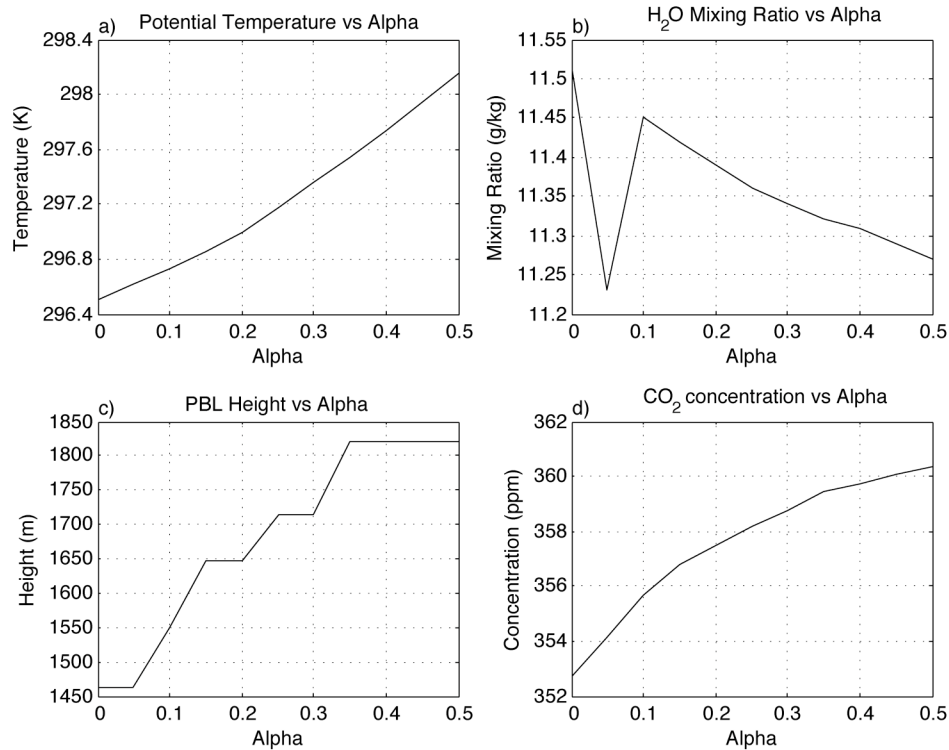 a)
Potential Temperature vs Alpha
298.4
298
297.6
297.2
296.8
296.4
Temperature (K)
0 0.1 0.2 0.3 0.4 0.5
Alpha
b)
H2O Mixing Ratio vs Alpha
11.55
11.5
11.45
11.4
11.35
11.3
11.25
11.2
Mixing Ratio (g/kg)
0 0.1 0.2 0.3 0.4 0.5
Alpha
c)
PBL Height vs Alpha
1850
1800
1750
1700
1650
1600
1550
1500
1450
Height (m)
0 0.1 0.2 0.3 0.4 0.5
Alpha
d)
CO2 concentration vs Alpha
362
360
358
356
354
352
Concentration (ppm)
0 0.1 0.2 0.3 0.4 0.5
Alpha